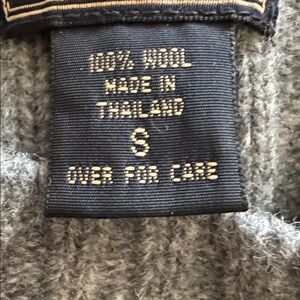 100% WOOL
MADE IN
THAILAND
S
OVER FOR CARE